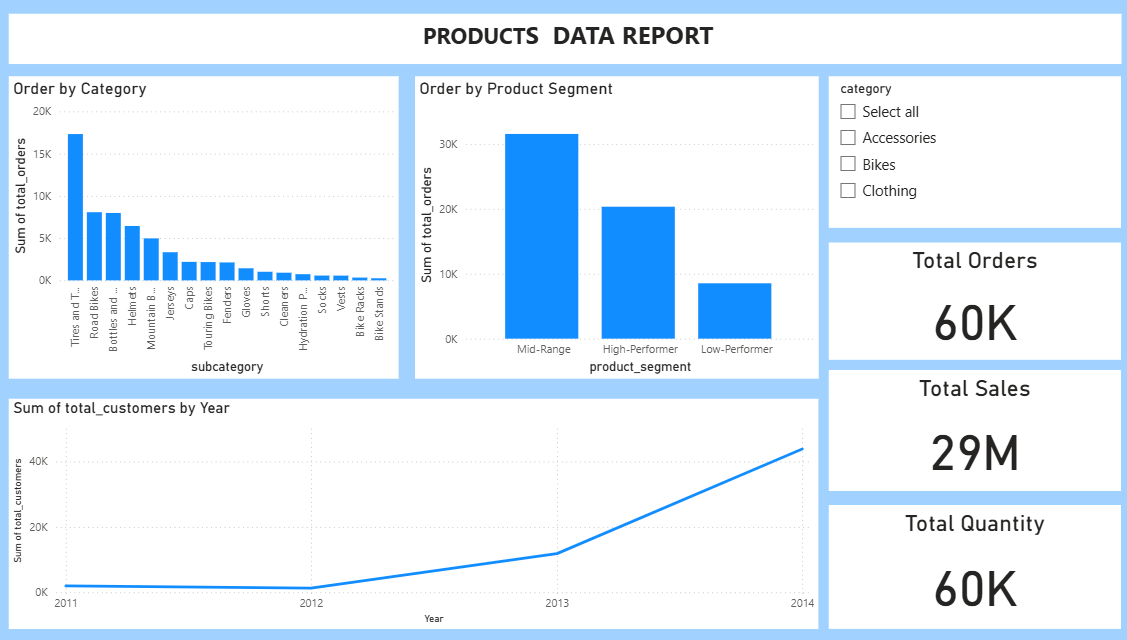 PRODUCTS  DATA REPORT
Order by Category
Sum of total_orders
20K
15K
10K
5K
0K
Tires and T...
Road Bikes
Bottles and ...
Helmets
Mountain B...
Jerseys
Caps
Touring Bikes
Fenders
Gloves
Shorts
Cleaners
Hydration P...
Socks
Vests
Bike Racks
Bike Stands
subcategory
Order by Product Segment
Sum of total_orders
30K
20K
10K
0K
Mid-Range
High-Performer
Low-Performer
product_segment
category
Select all
Accessories
Bikes
Clothing
Total Orders
60K
Total Sales
29M
Total Quantity
60K
Sum of total_customers by Year
Sum of total_customers
40K
20K
0K
2011
2012
2013
2014
Year